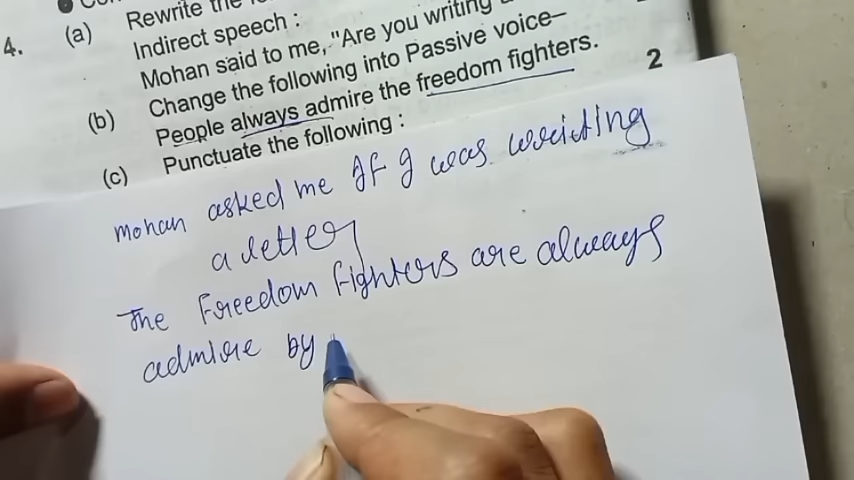 4. (a) Rewrite the
Indirect speech :
Mohan said to me, "Are you writing
(b) Change the following into Passive voice–
People always admire the freedom fighters.
2
(c) Punctuate the following :
Mohan asked me If I was writing
a letter
The Freedom fighters are always
admire by